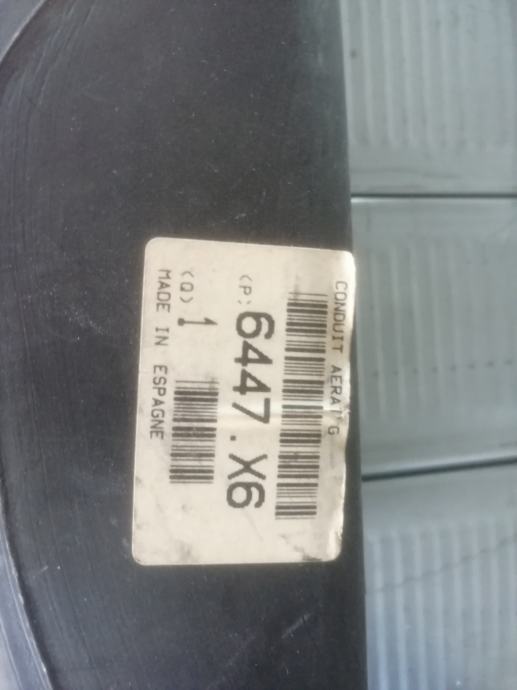 CONDUIT AERAT G
(P) 6447.X6
(Q) 1
MADE IN ESPAGNE